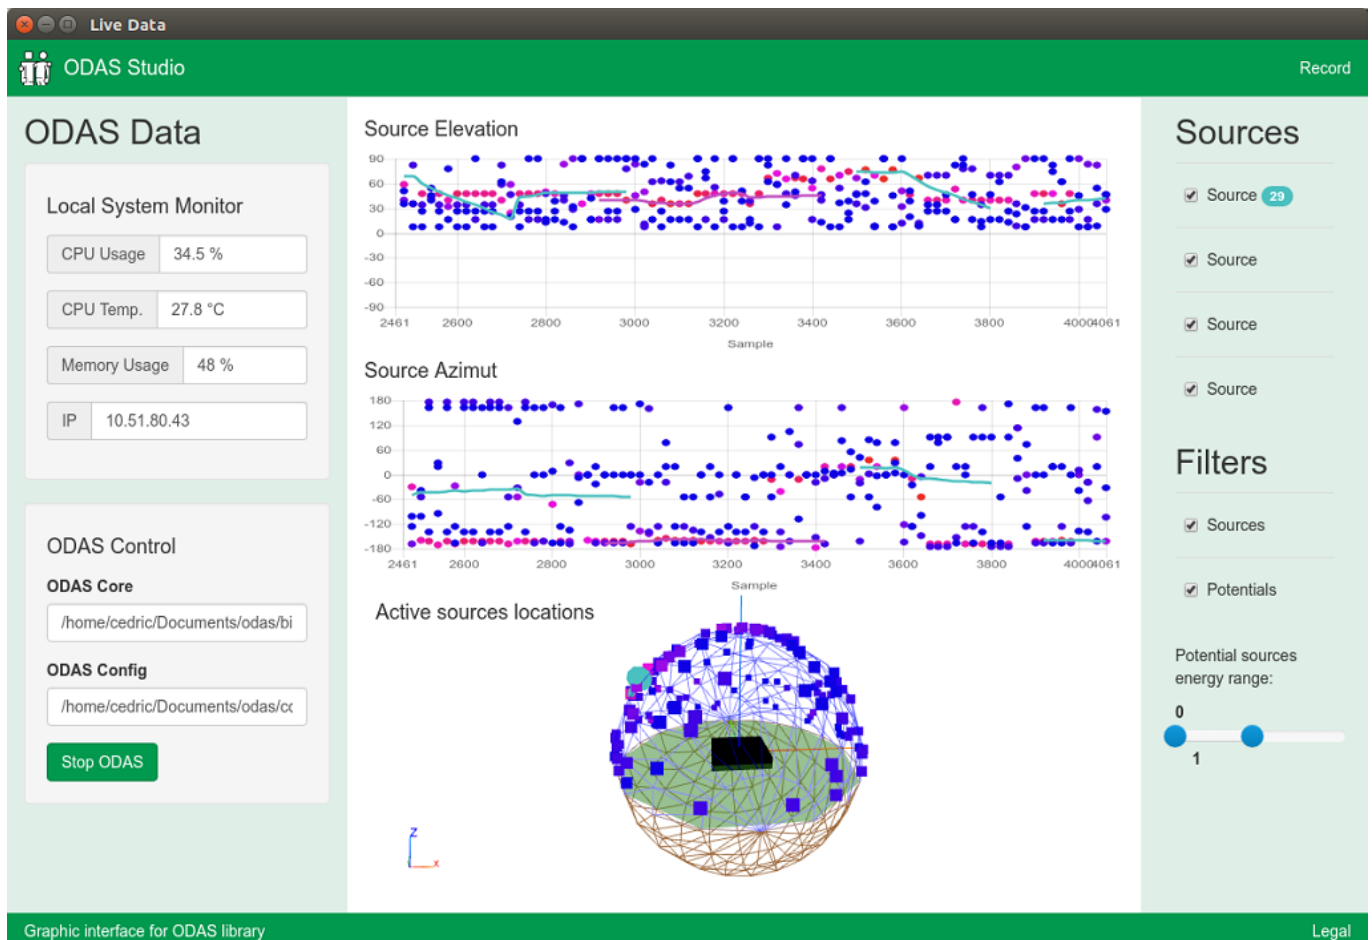 Live Data
ODAS Studio
Record
ODAS Data
Local System Monitor
CPU Usage 34.5 %
CPU Temp. 27.8 °C
Memory Usage 48 %
IP 10.51.80.43
ODAS Control
ODAS Core
/home/cedric/Documents/odas/bi
ODAS Config
/home/cedric/Documents/odas/cc
Stop ODAS
Source Elevation
90
60
30
0
-30
-60
-90
2461 2600 2800 3000 3200 3400 3600 3800 4000 4061
Sample
Source Azimut
180
120
60
0
-60
-120
-180
2461 2600 2800 3000 3200 3400 3600 3800 4000 4061
Sample
Active sources locations
Z
X
Sources
Source 29
Source
Source
Source
Filters
Sources
Potentials
Potential sources
energy range:
0
1
Graphic interface for ODAS library
Legal